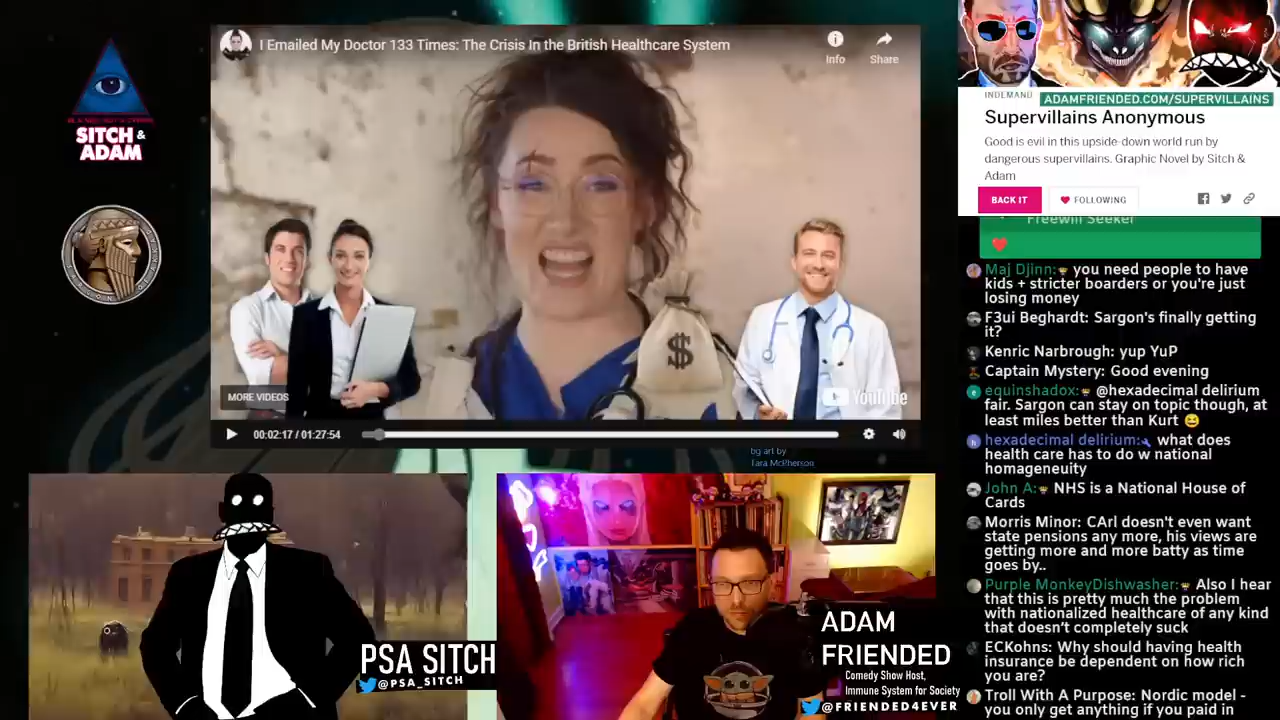 I Emailed My Doctor 133 Times: The Crisis In the British Healthcare System
Info
Share
SITCH &
ADAM
$
MORE VIDEOS
YouTube
00:02:17 / 01:27:54
bg art by
Tara McPherson
PSA SITCH
@PSA_SITCH
ADAM
FRIENDED
Comedy Show Host,
Immune System for Society
@FRIENDED4EVER
INDEMAND
ADAMFRIENDED.COM/SUPERVILLAINS
Supervillains Anonymous
Good is evil in this upside-down world run by
dangerous supervillains. Graphic Novel by Sitch &
Adam
BACK IT
FOLLOWING
Freewill Seeker
Maj Djinn: you need people to have
kids + stricter boarders or you're just
losing money
F3ui Beghardt: Sargon's finally getting
it?
Kenric Narbrough: yup YuP
Captain Mystery: Good evening
equinshadox: @hexadecimal delirium
fair. Sargon can stay on topic though, at
least miles better than Kurt
hexadecimal delirium: what does
health care has to do w national
homageneuity
John A: NHS is a National House of
Cards
Morris Minor: CArl doesn't even want
state pensions any more, his views are
getting more and more batty as time
goes by..
Purple MonkeyDishwasher: Also I hear
that this is pretty much the problem
with nationalized healthcare of any kind
that doesn't completely suck
ECKohns: Why should having health
insurance be dependent on how rich
you are?
Troll With A Purpose: Nordic model -
you only get anything if you paid in